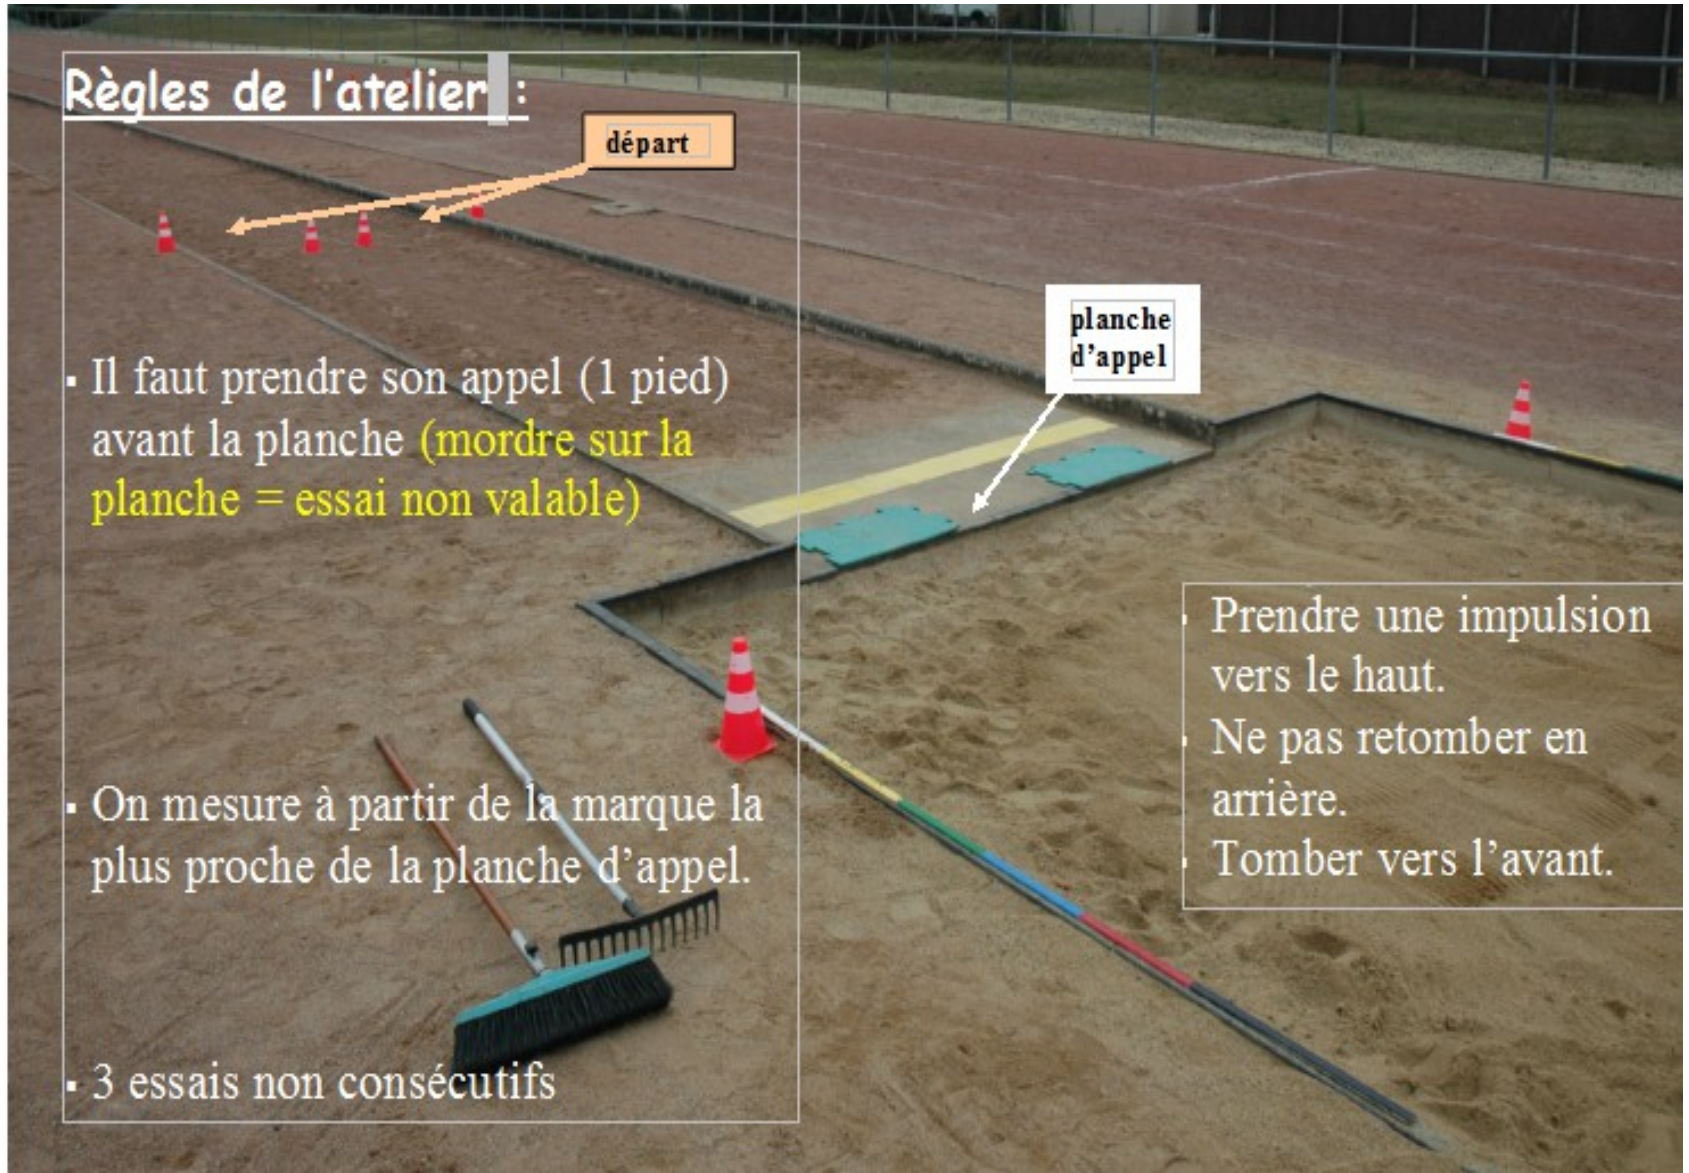 Règles de l'atelier :
départ
planche
d'appel
▪ Il faut prendre son appel (1 pied)
avant la planche (mordre sur la
planche = essai non valable)
▪ On mesure à partir de la marque la
plus proche de la planche d'appel.
▪ 3 essais non consécutifs
▪ Prendre une impulsion
vers le haut.
▪ Ne pas retomber en
arrière.
▪ Tomber vers l'avant.